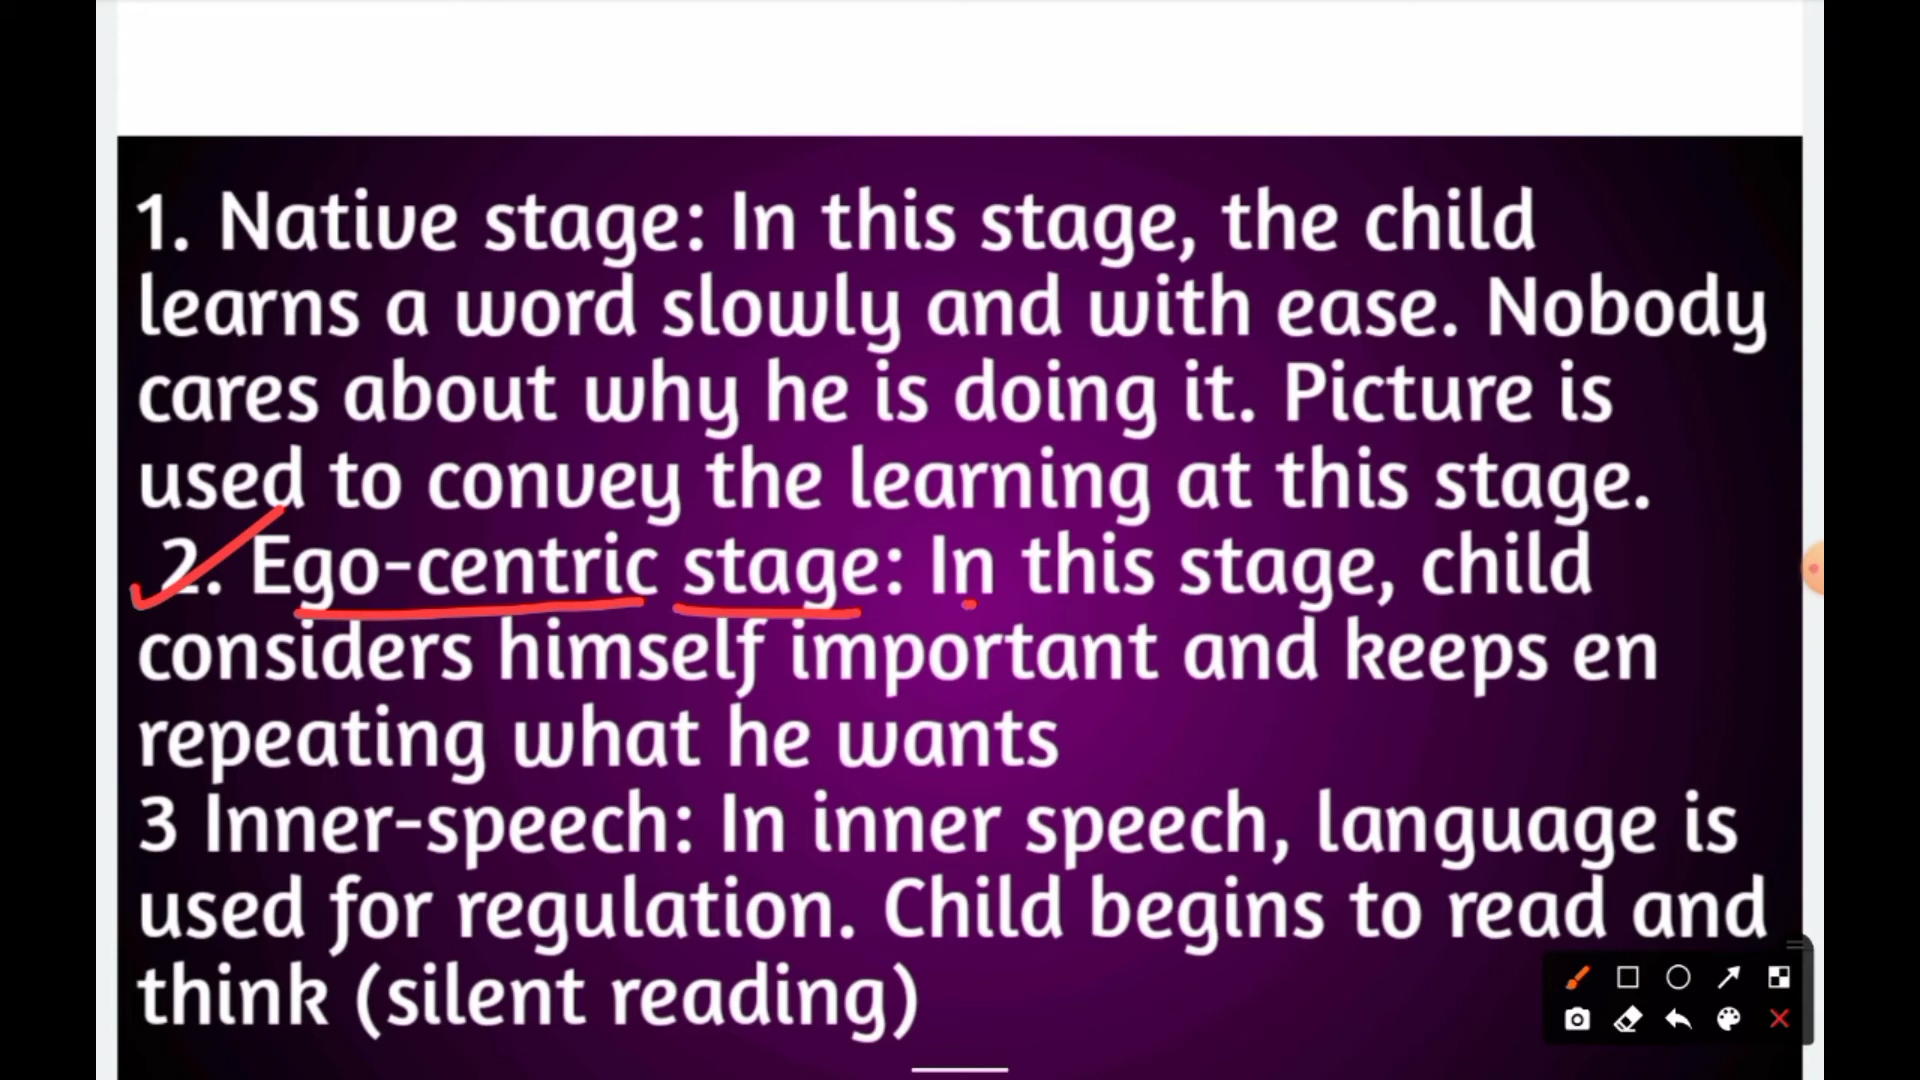 1. Native stage: In this stage, the child
learns a word slowly and with ease. Nobody
cares about why he is doing it. Picture is
used to convey the learning at this stage.
2. Ego-centric stage: In this stage, child
considers himself important and keeps en
repeating what he wants
3 Inner-speech: In inner speech, language is
used for regulation. Child begins to read and
think (silent reading)